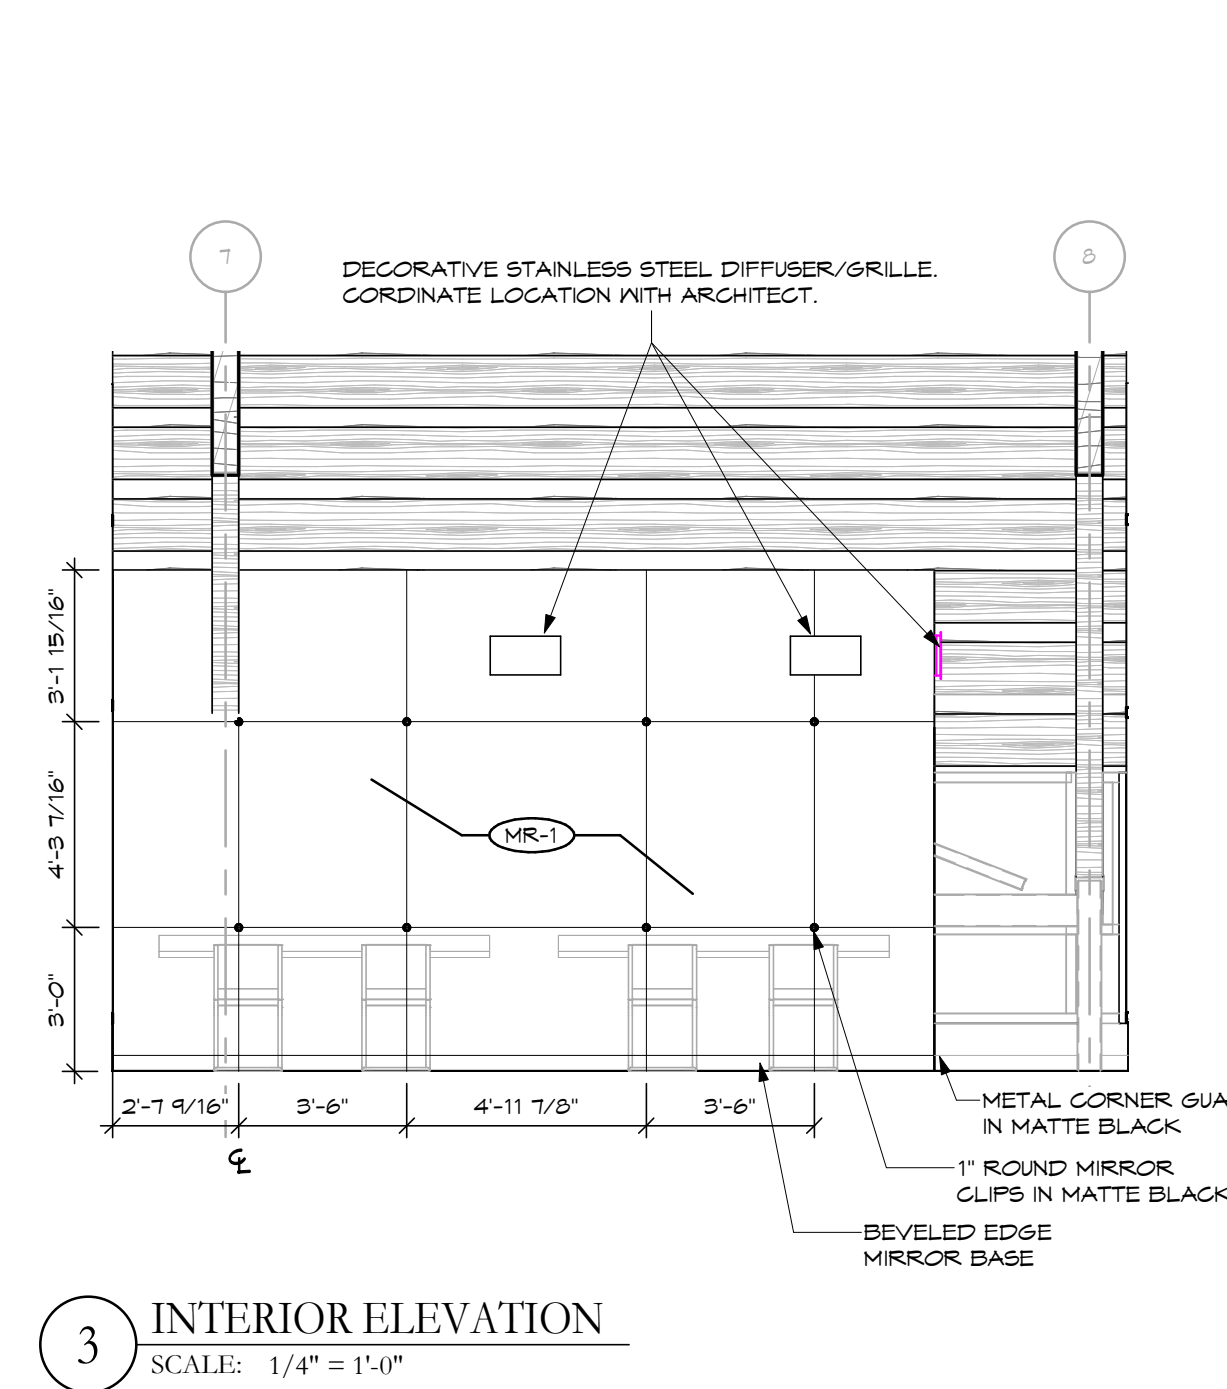 7
8
DECORATIVE STAINLESS STEEL DIFFUSER/GRILLE.
CORDINATE LOCATION WITH ARCHITECT.
3'-1 15/16"
4'-3 7/16"
3'-0"
MR-1
2'-7 9/16"
3'-6"
4'-11 7/8"
3'-6"
℄
METAL CORNER GUA
IN MATTE BLACK
1" ROUND MIRROR
CLIPS IN MATTE BLACK
BEVELED EDGE
MIRROR BASE
3
INTERIOR ELEVATION
SCALE: 1/4" = 1'-0"